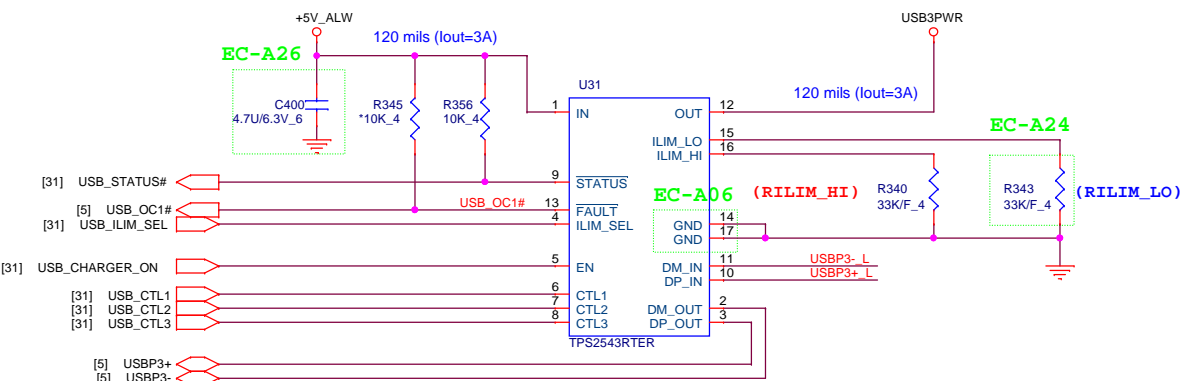 +5V_ALW
USB3PWR
120 mils (Iout=3A)
EC-A26
U31
120 mils (Iout=3A)
C400
4.7U/6.3V_6
R345
*10K_4
R356
10K_4
1
IN
OUT
12
EC-A24
ILIM_LO
15
ILIM_HI
16
[31] USB_STATUS#
9
STATUS
EC-A06
(RILIM_HI)
R340
33K/F_4
R343
33K/F_4
(RILIM_LO)
[5] USB_OC1#
USB_OC1#
13
FAULT
[31] USB_ILIM_SEL
4
ILIM_SEL
GND
14
GND
17
[31] USB_CHARGER_ON
5
EN
DM_IN
11
USBP3-_L
DP_IN
10
USBP3+_L
[31] USB_CTL1
6
CTL1
[31] USB_CTL2
7
CTL2
DM_OUT
2
[31] USB_CTL3
8
CTL3
DP_OUT
3
TPS2543RTER
[5] USBP3+
[5] USBP3-